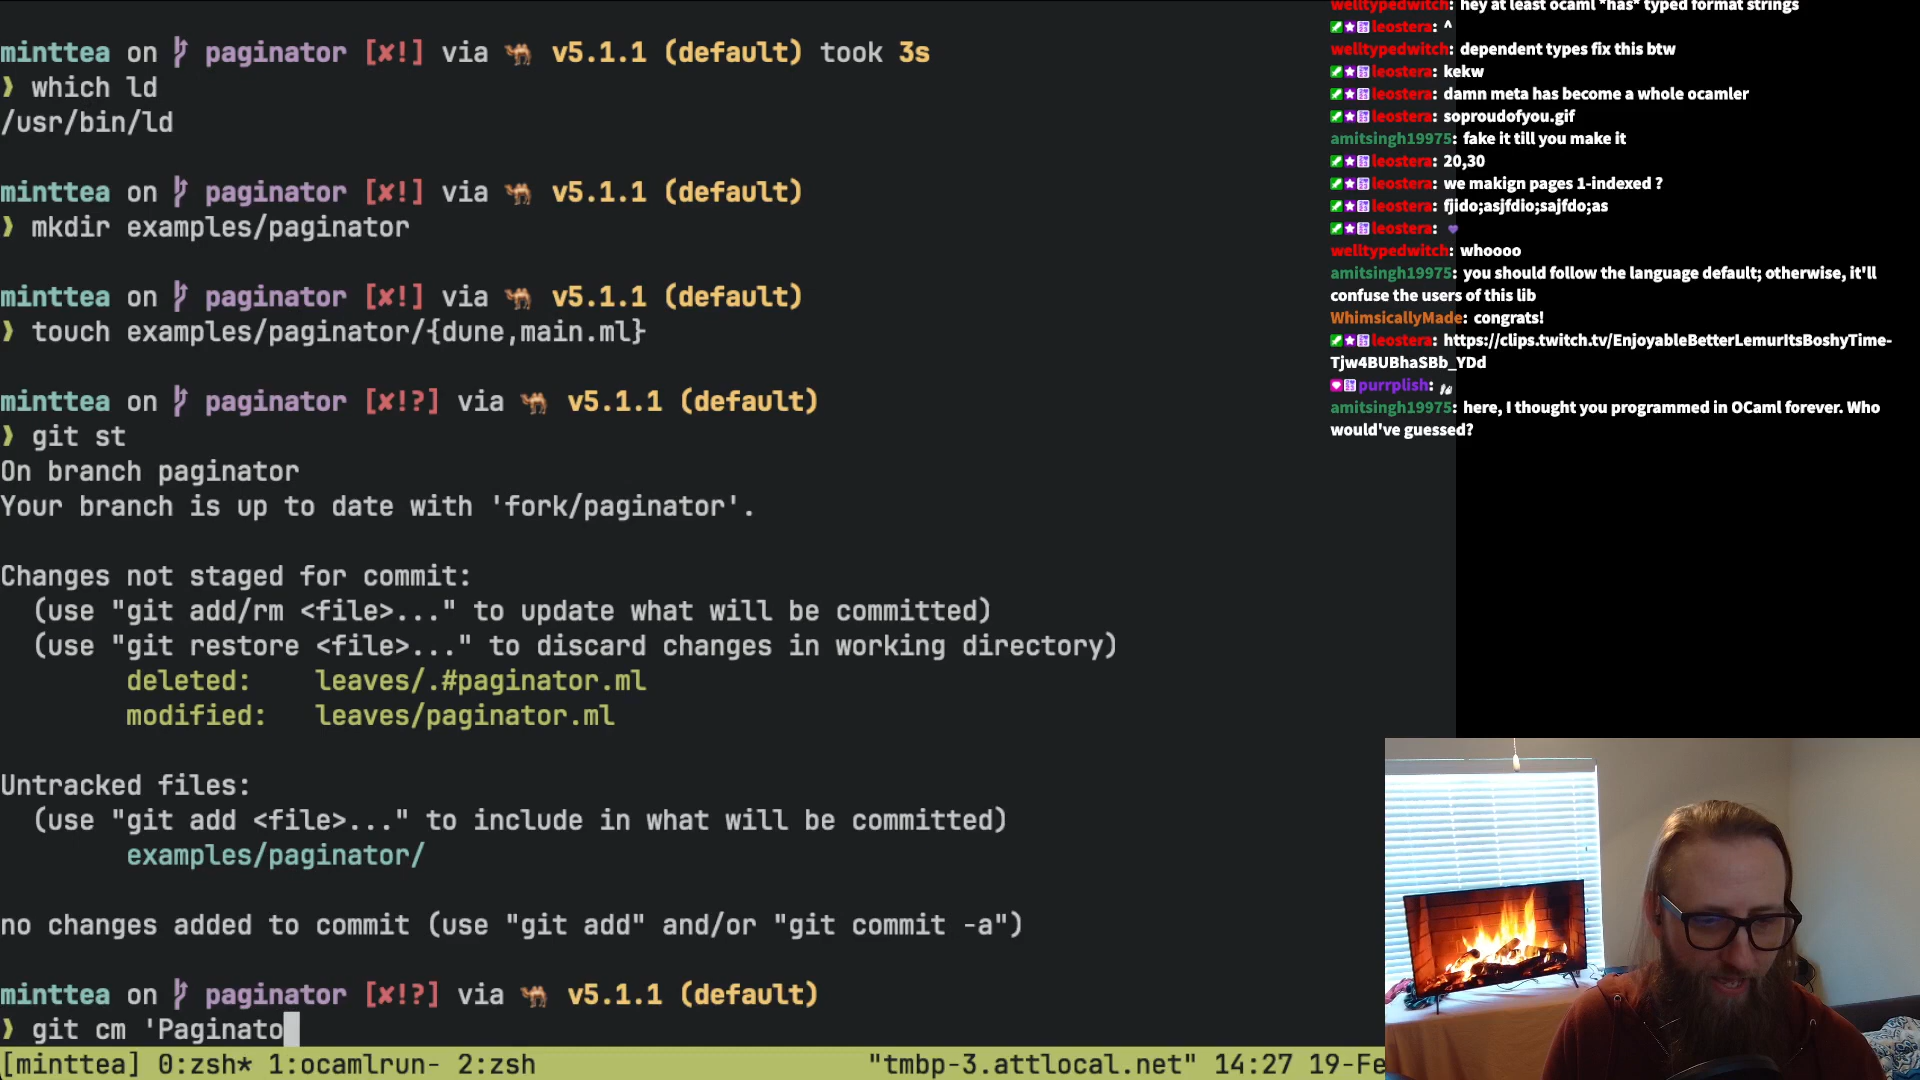 minttea on paginator [✘!] via 🐫 v5.1.1 (default) took 3s
❯ which ld
/usr/bin/ld
minttea on paginator [✘!] via 🐫 v5.1.1 (default)
❯ mkdir examples/paginator
minttea on paginator [✘!] via 🐫 v5.1.1 (default)
❯ touch examples/paginator/{dune,main.ml}
minttea on paginator [✘!?] via 🐫 v5.1.1 (default)
❯ git st
On branch paginator
Your branch is up to date with 'fork/paginator'.
Changes not staged for commit:
(use "git add/rm <file>..." to update what will be committed)
(use "git restore <file>..." to discard changes in working directory)
deleted: leaves/.#paginator.ml
modified: leaves/paginator.ml
Untracked files:
(use "git add <file>..." to include in what will be committed)
examples/paginator/
no changes added to commit (use "git add" and/or "git commit -a")
minttea on paginator [✘!?] via 🐫 v5.1.1 (default)
❯ git cm 'Paginato
[minttea] 0:zsh* 1:ocamlrun- 2:zsh "tmbp-3.attlocal.net" 14:27 19-Fe
welltypedwitch: hey at least ocaml *has* typed format strings
leostera: ^
welltypedwitch: dependent types fix this btw
leostera: kekw
leostera: damn meta has become a whole ocamler
leostera: soproudofyou.gif
amitsingh19975: fake it till you make it
leostera: 20,30
leostera: we makign pages 1-indexed ?
leostera: fjido;asjfdio;sajfdo;as
leostera: 💜
welltypedwitch: whoooo
amitsingh19975: you should follow the language default; otherwise, it'll
confuse the users of this lib
WhimsicallyMade: congrats!
leostera: https://clips.twitch.tv/EnjoyableBetterLemurItsBoshyTime-
Tjw4BUBhaSBb_YDd
purrplish:
amitsingh19975: here, I thought you programmed in OCaml forever. Who
would've guessed?